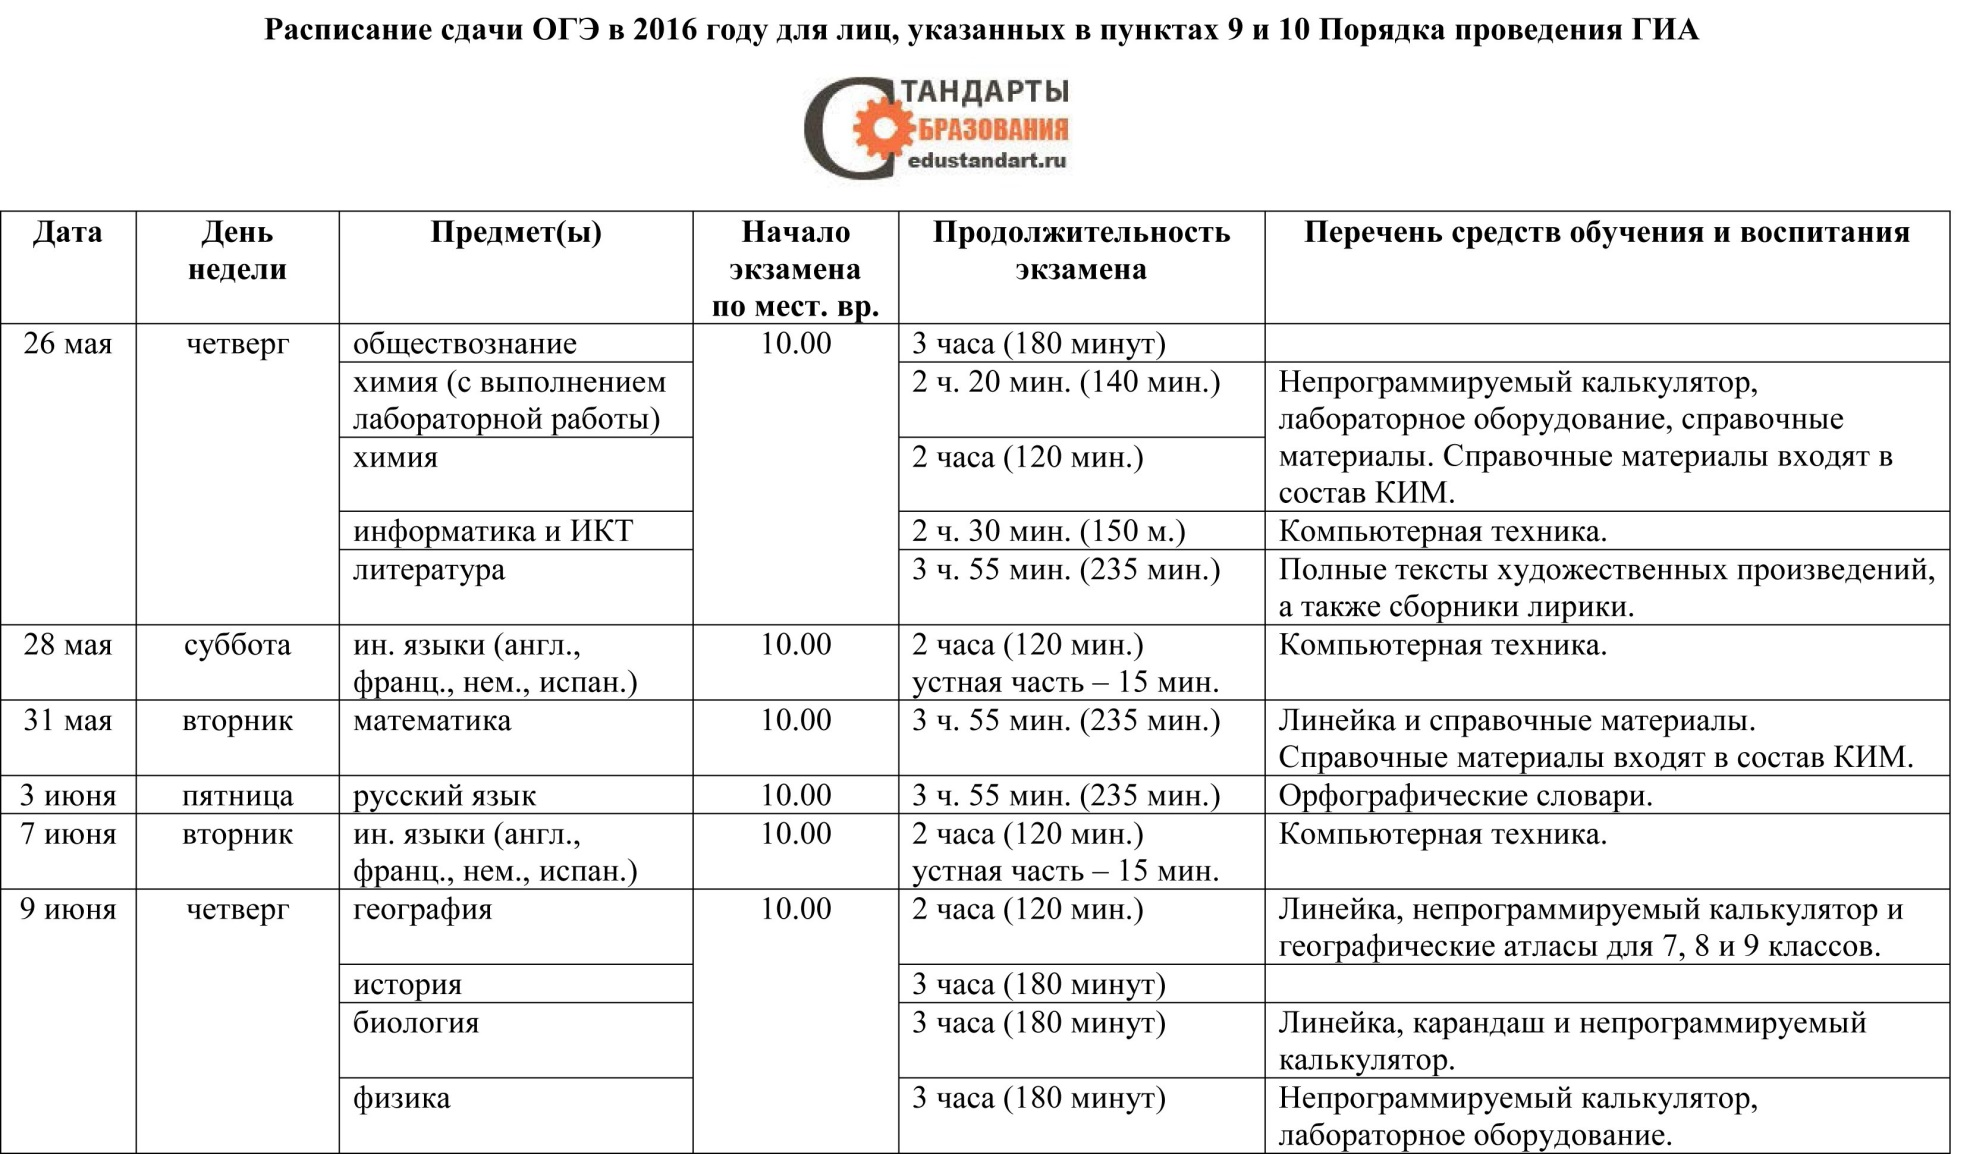 Расписание сдачи ОГЭ в 2016 году для лиц, указанных в пунктах 9 и 10 Порядка проведения ГИА
СТАНДАРТЫ
ОБРАЗОВАНИЯ
edustandart.ru
Дата
День
недели
Предмет(ы)
Начало
экзамена
по мест. вр.
Продолжительность
экзамена
Перечень средств обучения и воспитания
26 мая
четверг
обществознание
10.00
3 часа (180 минут)
химия (с выполнением
лабораторной работы)
2 ч. 20 мин. (140 мин.)
Непрограммируемый калькулятор,
лабораторное оборудование, справочные
материалы. Справочные материалы входят в
состав КИМ.
химия
2 часа (120 мин.)
информатика и ИКТ
2 ч. 30 мин. (150 м.)
Компьютерная техника.
литература
3 ч. 55 мин. (235 мин.)
Полные тексты художественных произведений,
а также сборники лирики.
28 мая
суббота
ин. языки (англ.,
франц., нем., испан.)
10.00
2 часа (120 мин.)
устная часть – 15 мин.
Компьютерная техника.
31 мая
вторник
математика
10.00
3 ч. 55 мин. (235 мин.)
Линейка и справочные материалы.
Справочные материалы входят в состав КИМ.
3 июня
пятница
русский язык
10.00
3 ч. 55 мин. (235 мин.)
Орфографические словари.
7 июня
вторник
ин. языки (англ.,
франц., нем., испан.)
10.00
2 часа (120 мин.)
устная часть – 15 мин.
Компьютерная техника.
9 июня
четверг
география
10.00
2 часа (120 мин.)
Линейка, непрограммируемый калькулятор и
географические атласы для 7, 8 и 9 классов.
история
3 часа (180 минут)
биология
3 часа (180 минут)
Линейка, карандаш и непрограммируемый
калькулятор.
физика
3 часа (180 минут)
Непрограммируемый калькулятор,
лабораторное оборудование.